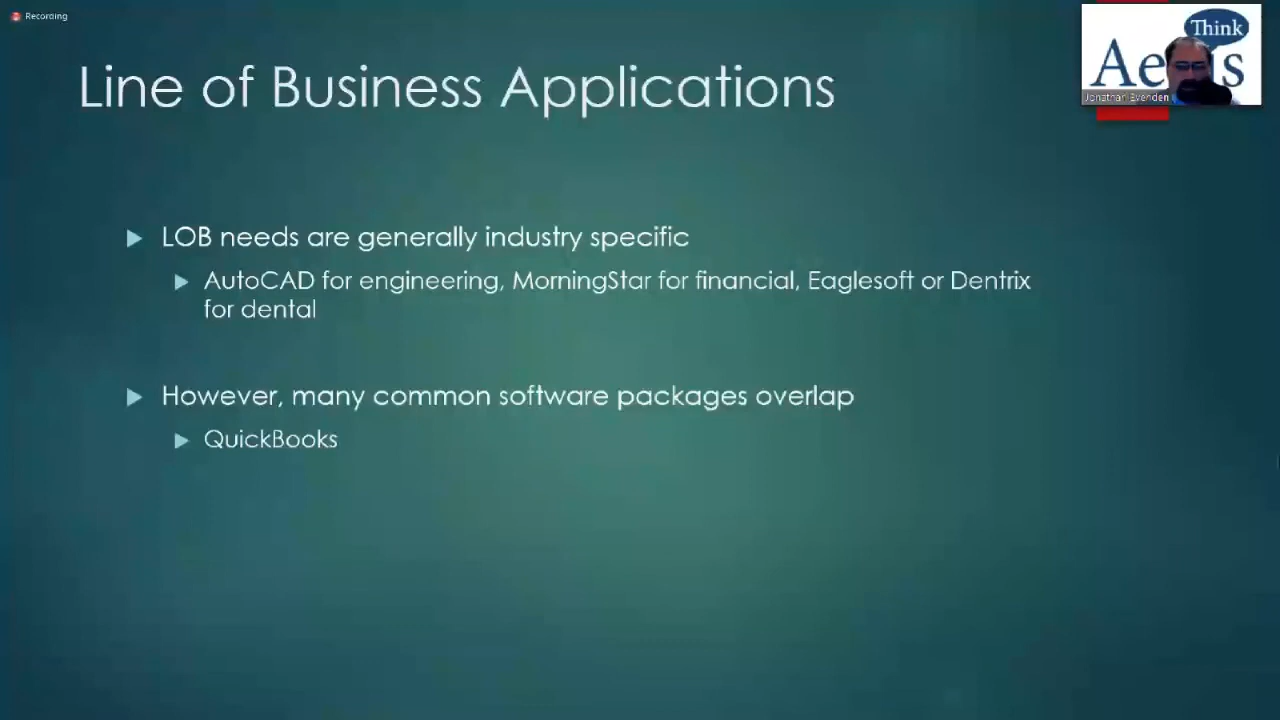 Recording
Think
Ae s
Jonathan Evenden
Line of Business Applications
LOB needs are generally industry specific
AutoCAD for engineering, MorningStar for financial, Eaglesoft or Dentrix
for dental
However, many common software packages overlap
QuickBooks